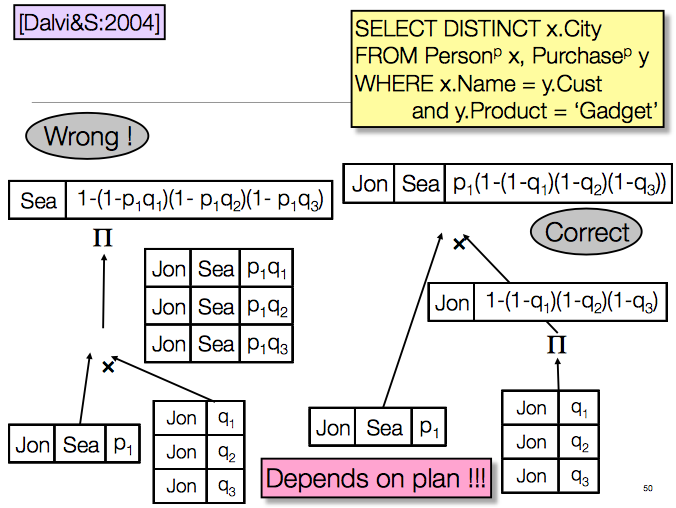 [Dalvi&S:2004]
SELECT DISTINCT x.City
FROM Personᵖ x, Purchaseᵖ y
WHERE x.Name = y.Cust
and y.Product = ‘Gadget’
Wrong !
Sea 1-(1-p₁q₁)(1- p₁q₂)(1- p₁q₃)
Π
Jon Sea p₁q₁
Jon Sea p₁q₂
Jon Sea p₁q₃
×
Jon Sea p₁
Jon q₁
Jon q₂
Jon q₃
Jon Sea p₁(1-(1-q₁)(1-q₂)(1-q₃))
Correct
×
Jon 1-(1-q₁)(1-q₂)(1-q₃)
Π
Jon Sea p₁
Jon q₁
Jon q₂
Jon q₃
Depends on plan !!!
50